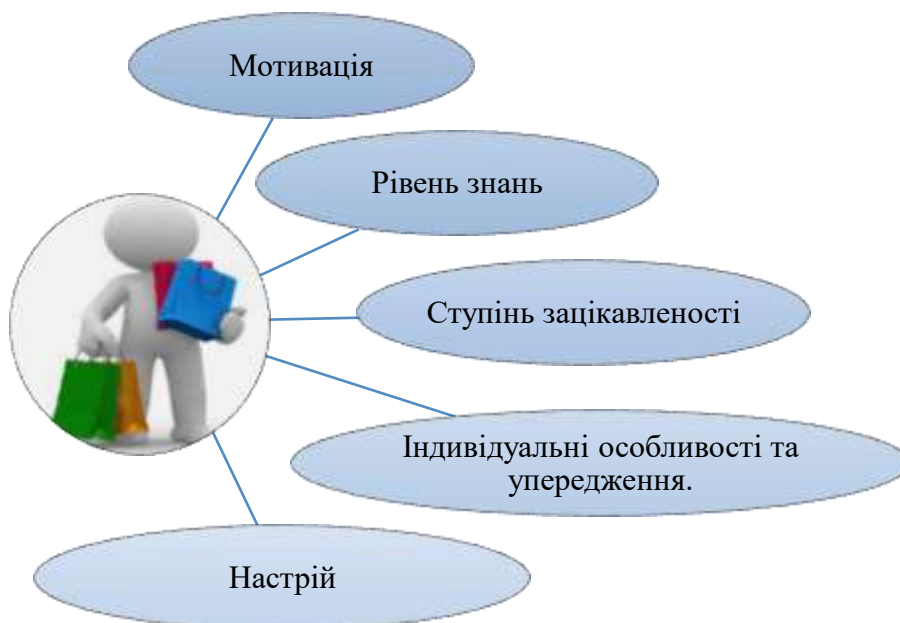 Мотивація
Рівень знань
Ступінь зацікавленості
Індивідуальні особливості та
упередження.
Настрій